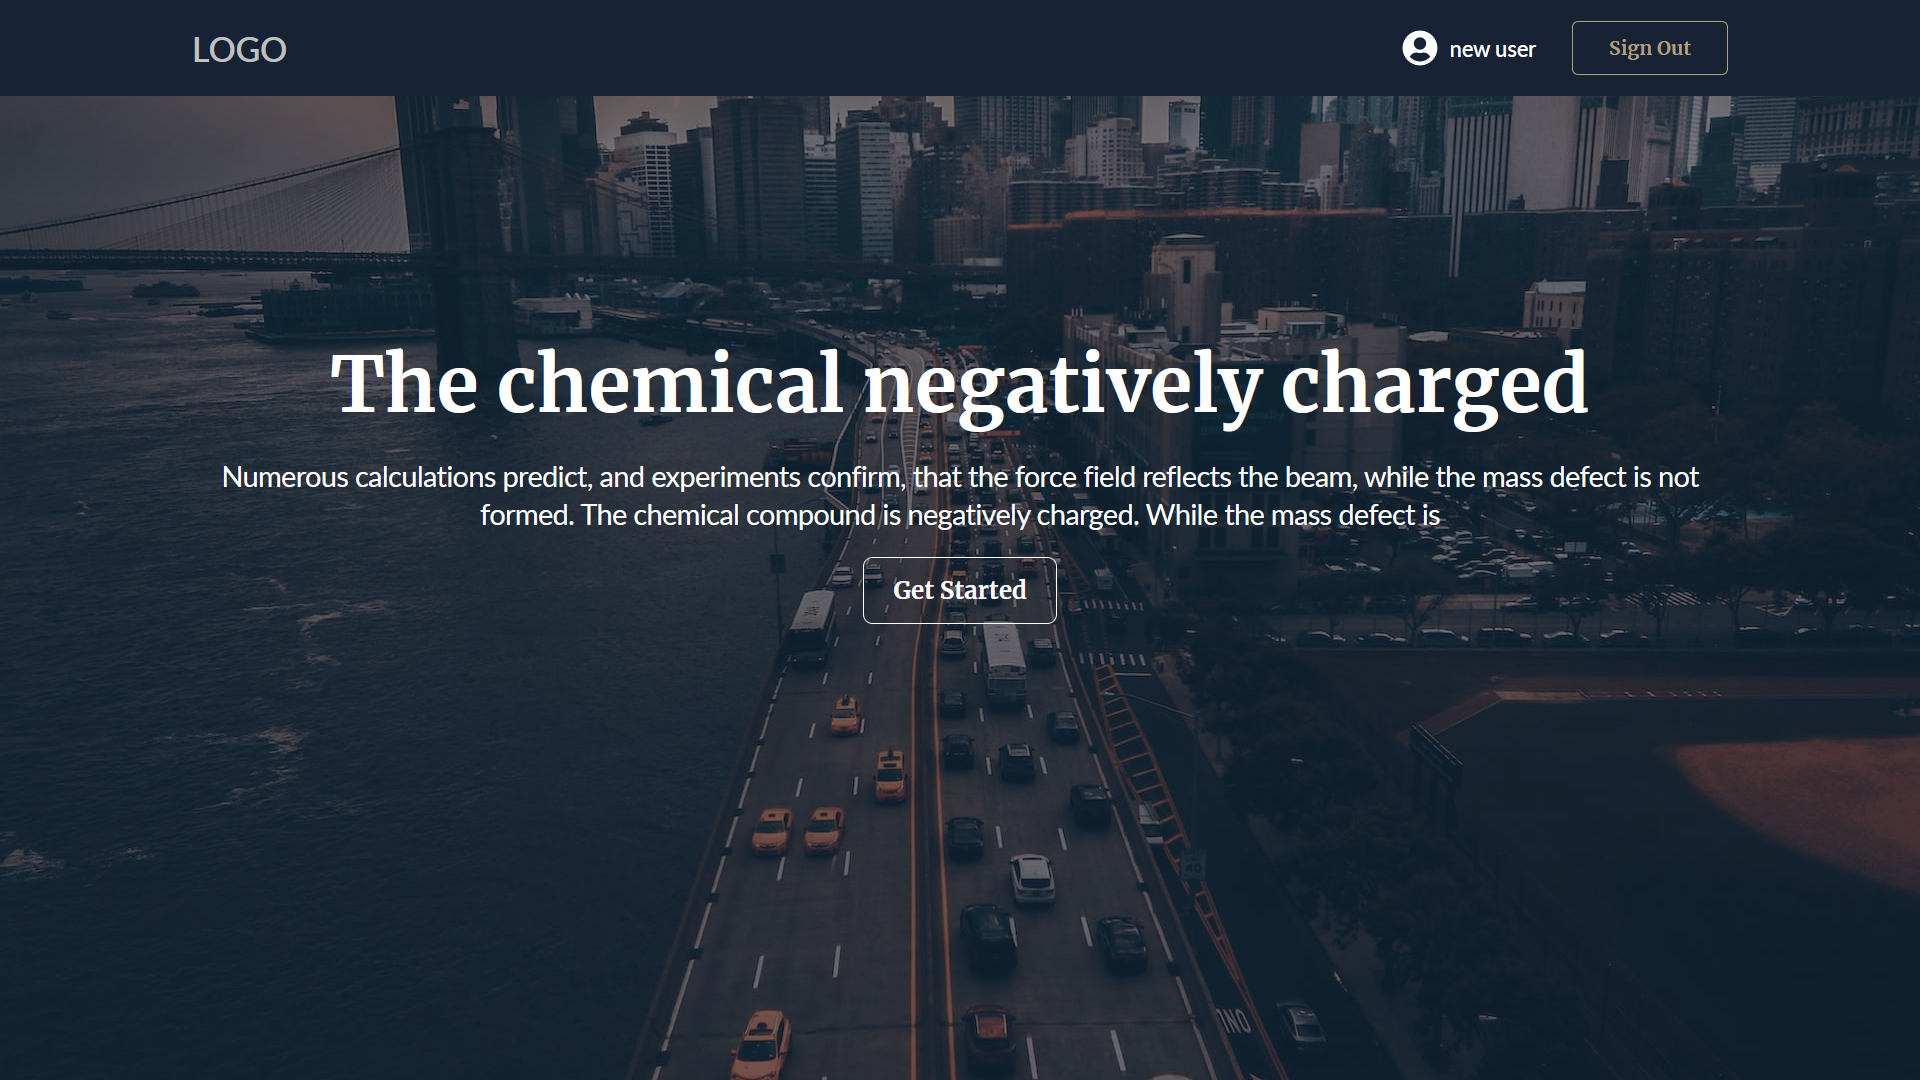 LOGO
new user
Sign Out
The chemical negatively charged
Numerous calculations predict, and experiments confirm, that the force field reflects the beam, while the mass defect is not
formed. The chemical compound is negatively charged. While the mass defect is
Get Started